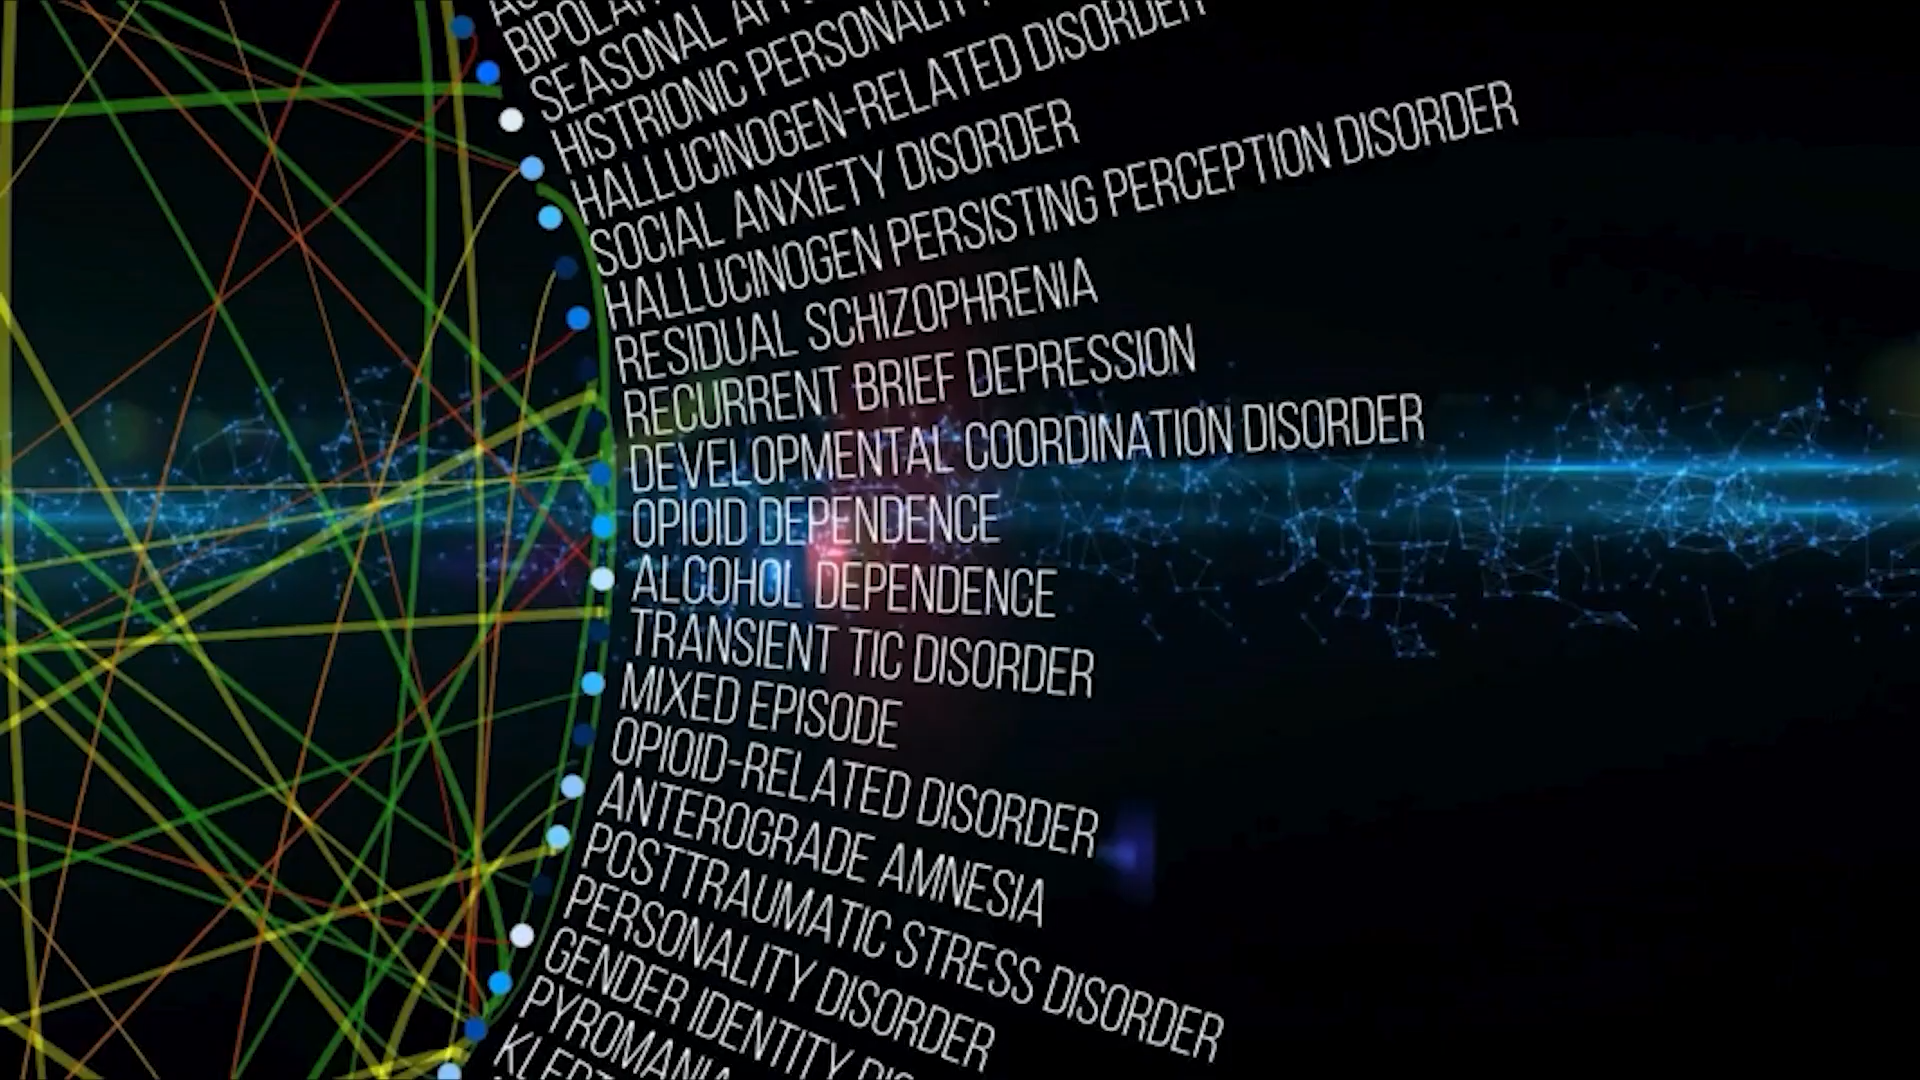 SEASONAL
HISTRIONIC PERSONALITY
HALLUCINOGEN-RELATED DISORDER
SOCIAL ANXIETY DISORDER
HALLUCINOGEN PERSISTING PERCEPTION DISORDER
RESIDUAL SCHIZOPHRENIA
RECURRENT BRIEF DEPRESSION
DEVELOPMENTAL COORDINATION DISORDER
OPIOID DEPENDENCE
ALCOHOL DEPENDENCE
TRANSIENT TIC DISORDER
MIXED EPISODE
OPIOID-RELATED DISORDER
ANTEROGRADE AMNESIA
POSTTRAUMATIC STRESS DISORDER
PERSONALITY DISORDER
GENDER IDENTITY
PYROMANIA